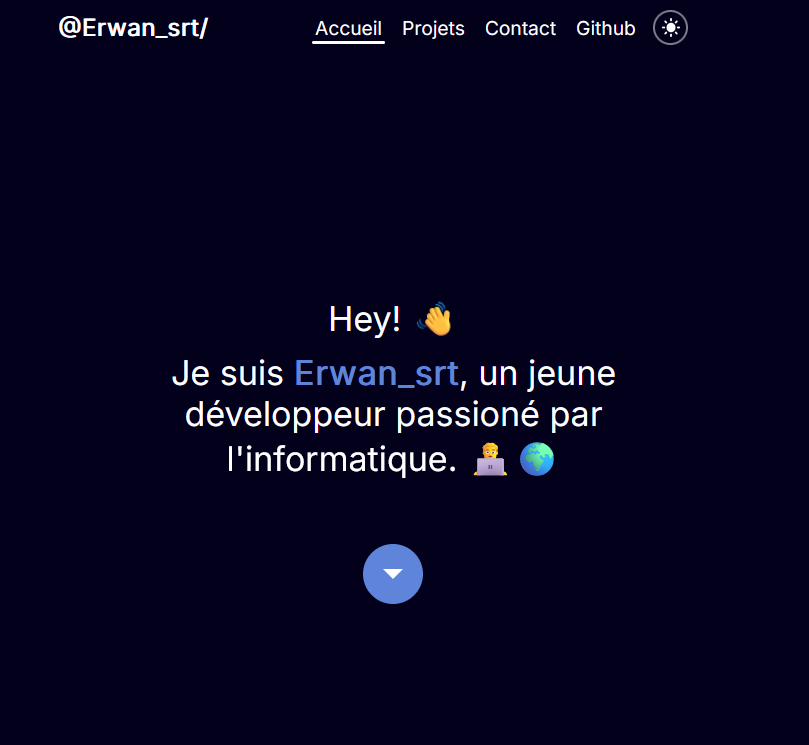 @Erwan_srt/
Accueil Projets Contact Github
Hey! 👋
Je suis Erwan_srt, un jeune
développeur passioné par
l'informatique. 👨‍💻 🌍